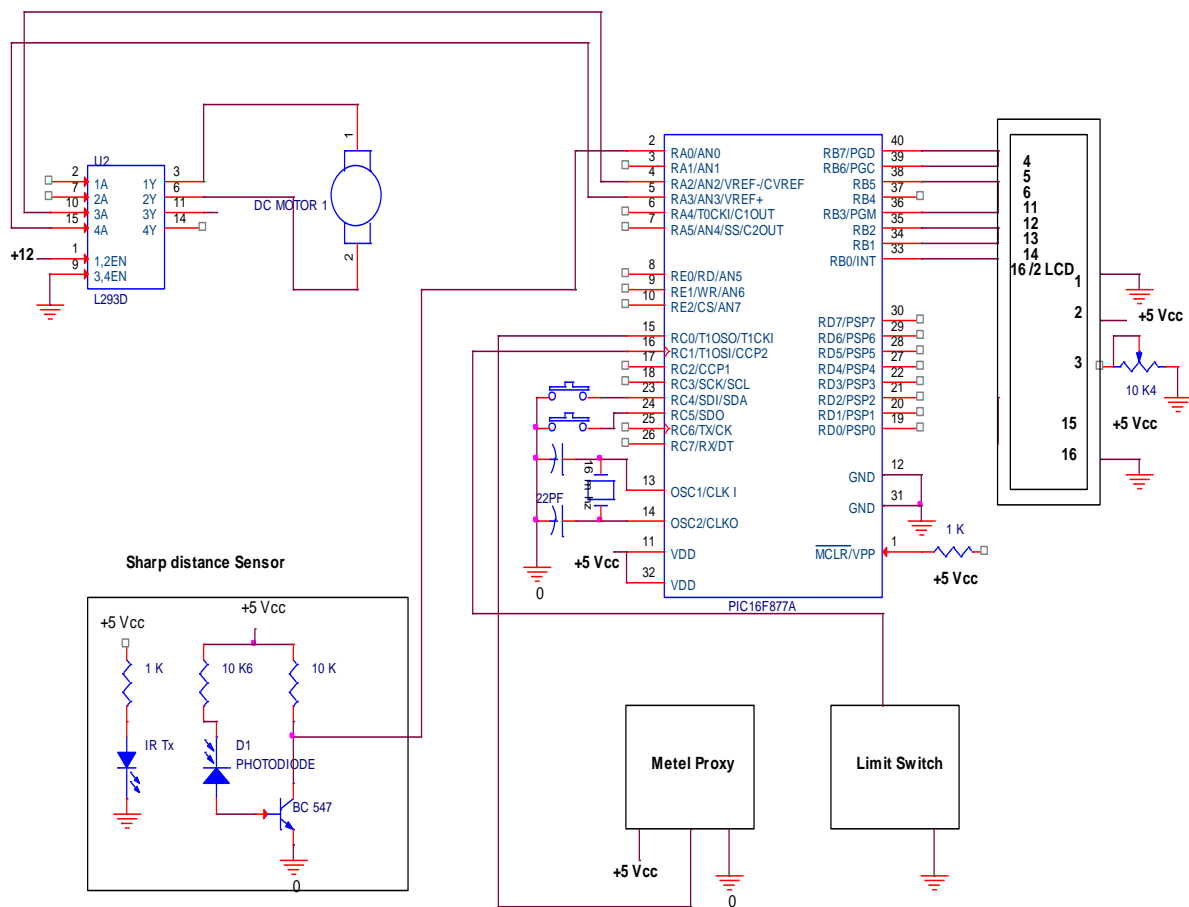 U2
2
7
10
15
1
9
1A
2A
3A
4A
1,2EN
3,4EN
1Y
2Y
3Y
4Y
3
6
11
14
+12
L293D
1
DC MOTOR 1
2
2
3
4
5
6
7
8
9
10
15
16
17
18
23
24
25
26
13
14
11
32
RA0/AN0
RA1/AN1
RA2/AN2/VREF-/CVREF
RA3/AN3/VREF+
RA4/T0CKI/C1OUT
RA5/AN4/SS/C2OUT
RE0/RD/AN5
RE1/WR/AN6
RE2/CS/AN7
RC0/T1OSO/T1CKI
RC1/T1OSI/CCP2
RC2/CCP1
RC3/SCK/SCL
RC4/SDI/SDA
RC5/SDO
RC6/TX/CK
RC7/RX/DT
OSC1/CLK I
OSC2/CLKO
VDD
VDD
RB7/PGD
RB6/PGC
RB5
RB4
RB3/PGM
RB2
RB1
RB0/INT
RD7/PSP7
RD6/PSP6
RD5/PSP5
RD4/PSP4
RD3/PSP3
RD2/PSP2
RD1/PSP1
RD0/PSP0
GND
GND
MCLR/VPP
40
39
38
37
36
35
34
33
30
29
28
27
22
21
20
19
12
31
1
PIC16F877A
4
5
6
11
12
13
14
16 /2 LCD
1
2
3
15
16
+5 Vcc
10 K4
+5 Vcc
1 K
+5 Vcc
22PF
16 m hz
+5 Vcc
0
Sharp distance Sensor
+5 Vcc
+5 Vcc
1 K
10 K6
10 K
IR Tx
D1
PHOTODIODE
BC 547
0
Metel Proxy
Limit Switch
+5 Vcc
0